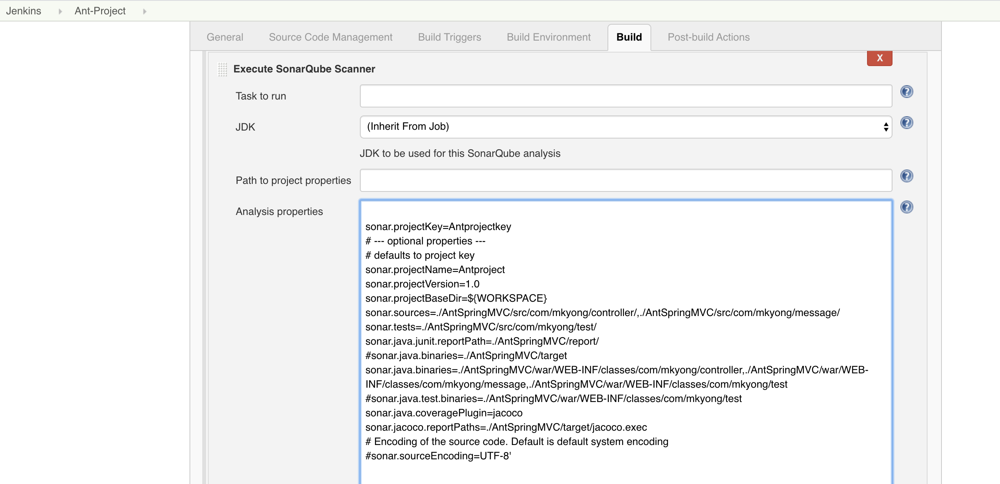 Jenkins
Ant-Project
General
Source Code Management
Build Triggers
Build Environment
Build
Post-build Actions
X
Execute SonarQube Scanner
Task to run
?
JDK
(Inherit From Job)
?
JDK to be used for this SonarQube analysis
Path to project properties
?
Analysis properties
?
sonar.projectKey=Antprojectkey
# --- optional properties ---
# defaults to project key
sonar.projectName=Antproject
sonar.projectVersion=1.0
sonar.projectBaseDir=${WORKSPACE}
sonar.sources=./AntSpringMVC/src/com/mkyong/controller/,./AntSpringMVC/src/com/mkyong/message/
sonar.tests=./AntSpringMVC/src/com/mkyong/test/
sonar.java.junit.reportPath=./AntSpringMVC/report/
#sonar.java.binaries=./AntSpringMVC/target
sonar.java.binaries=./AntSpringMVC/war/WEB-INF/classes/com/mkyong/controller,./AntSpringMVC/war/WEB-
INF/classes/com/mkyong/message,./AntSpringMVC/war/WEB-INF/classes/com/mkyong/test
#sonar.java.test.binaries=./AntSpringMVC/war/WEB-INF/classes/com/mkyong/test
sonar.java.coveragePlugin=jacoco
sonar.jacoco.reportPaths=./AntSpringMVC/target/jacoco.exec
# Encoding of the source code. Default is default system encoding
#sonar.sourceEncoding=UTF-8'